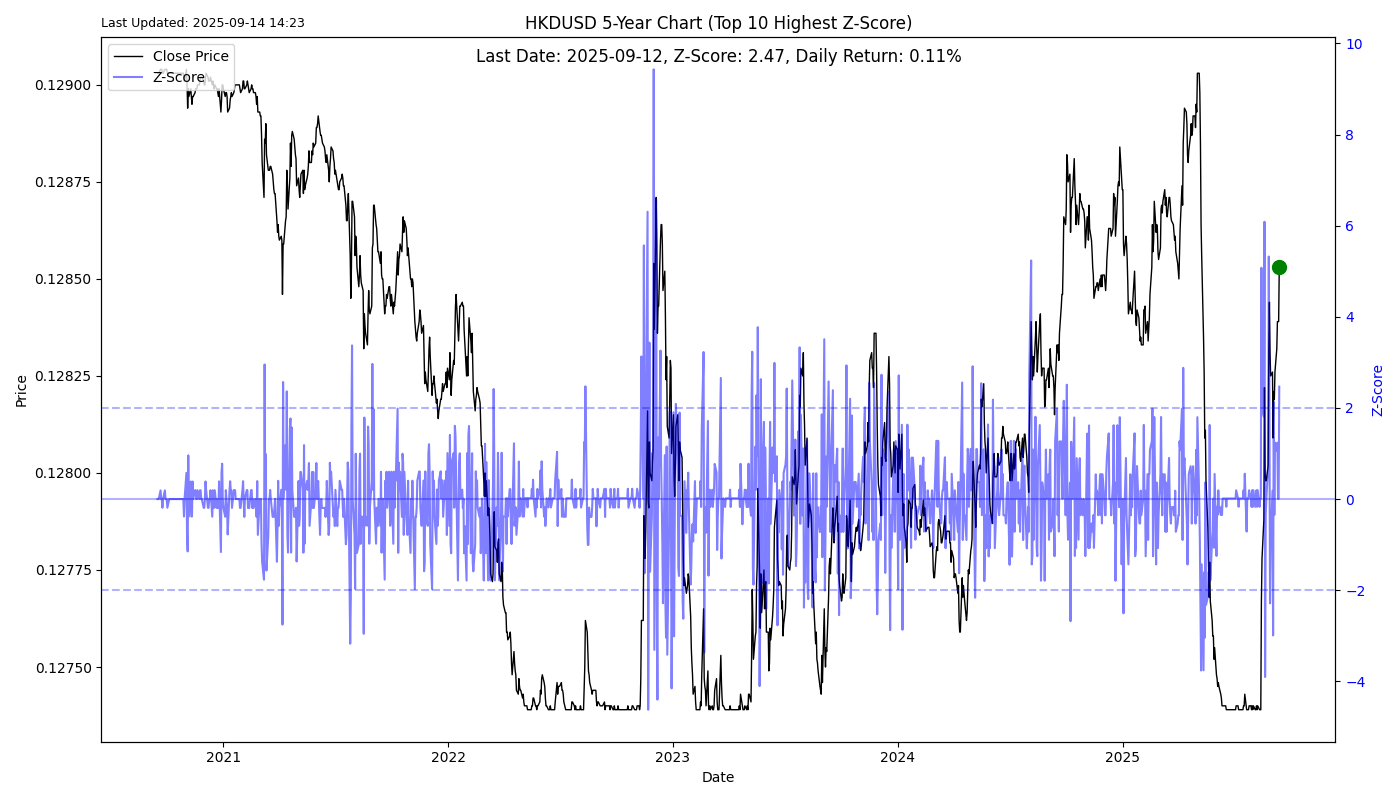 Last Updated: 2025-09-14 14:23
HKDUSD 5-Year Chart (Top 10 Highest Z-Score)
Last Date: 2025-09-12, Z-Score: 2.47, Daily Return: 0.11%
Close Price
Z-Score
Price
0.12900
0.12875
0.12850
0.12825
0.12800
0.12775
0.12750
10
8
6
4
2
0
−2
−4
Z-Score
2021
2022
2023
2024
2025
Date